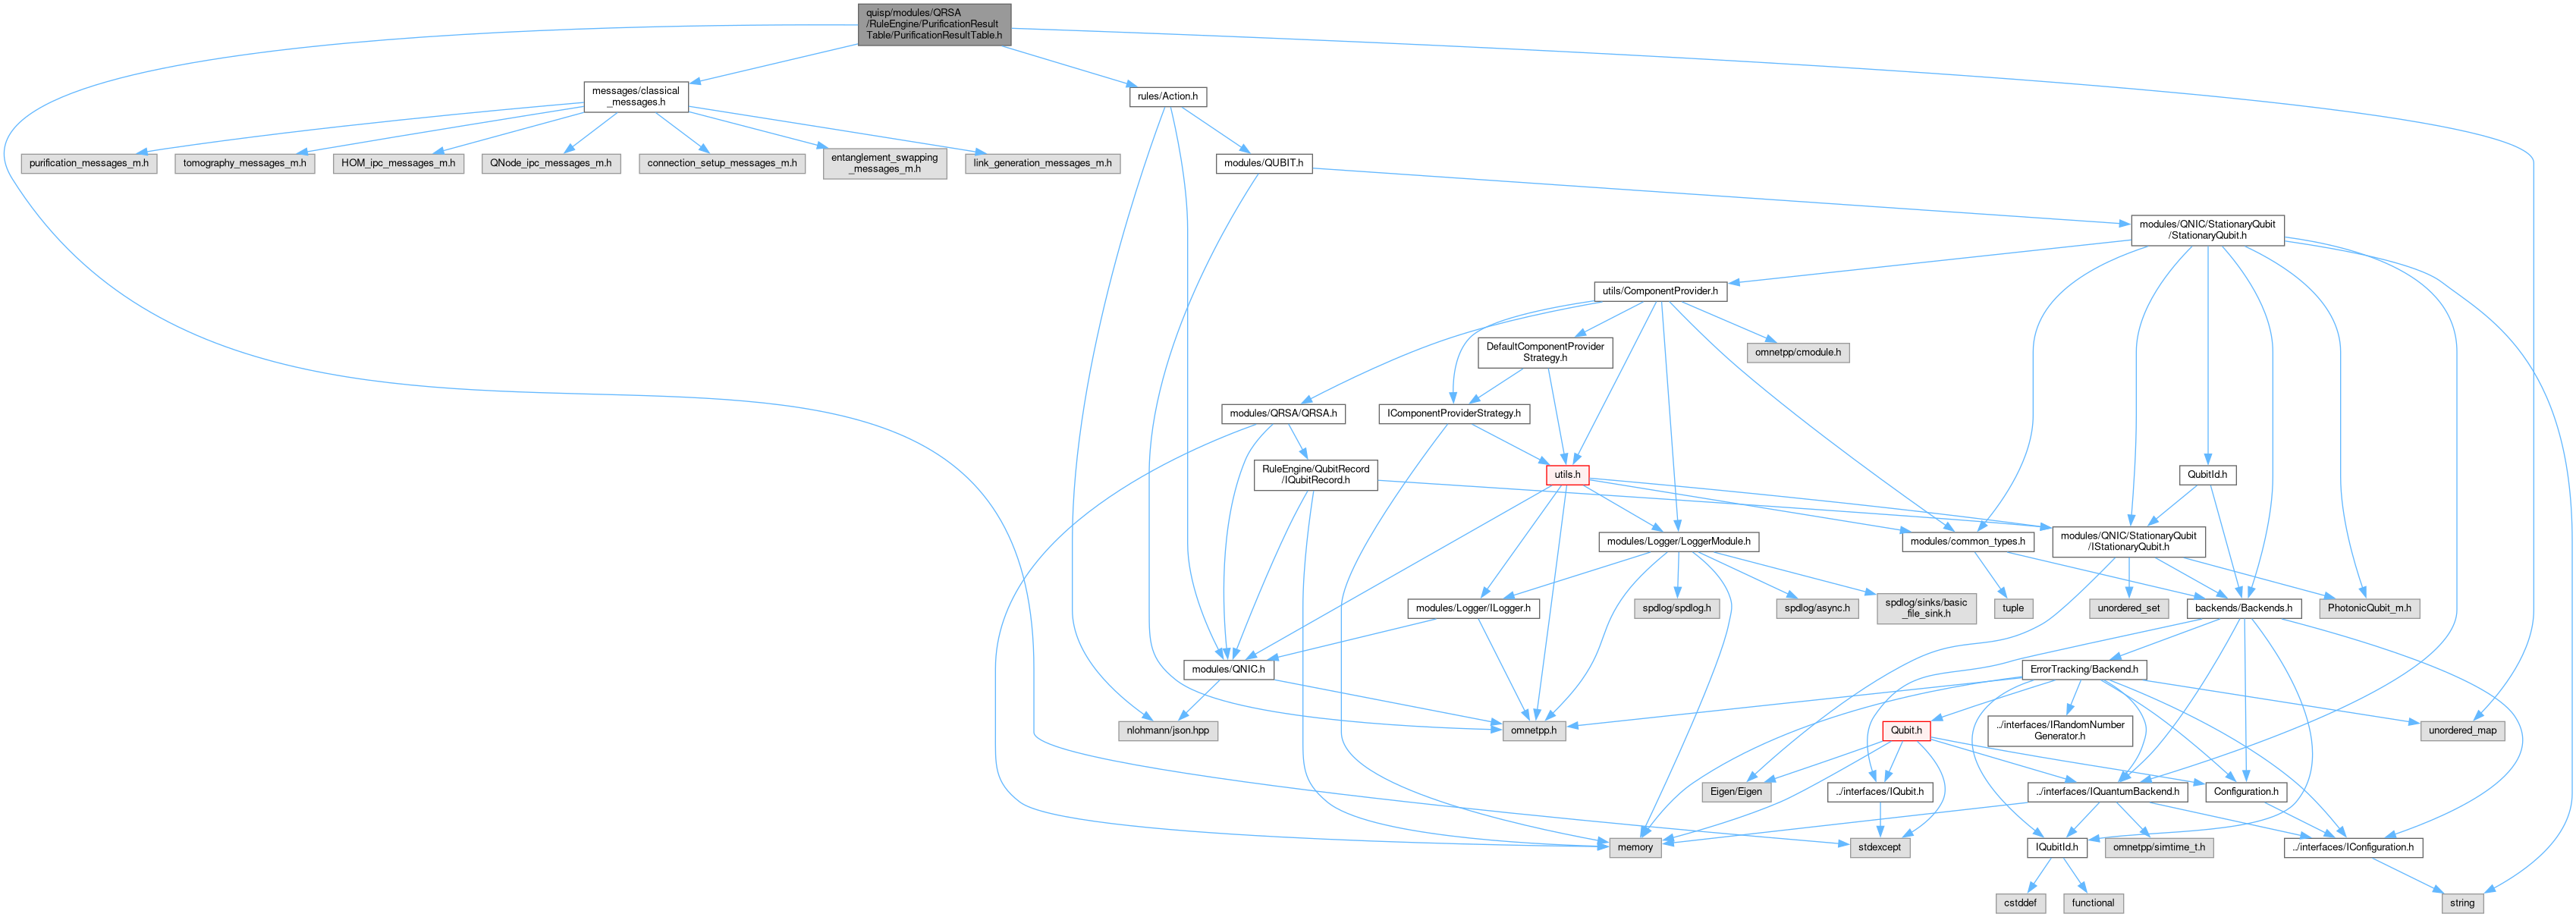 quisp/modules/QRSA
/RuleEngine/PurificationResult
Table/PurificationResultTable.h
messages/classical
_messages.h
rules/Action.h
purification_messages_m.h
tomography_messages_m.h
HOM_ipc_messages_m.h
QNode_ipc_messages_m.h
connection_setup_messages_m.h
entanglement_swapping
_messages_m.h
link_generation_messages_m.h
modules/QUBIT.h
modules/QNIC/StationaryQubit
/StationaryQubit.h
utils/ComponentProvider.h
DefaultComponentProvider
Strategy.h
omnetpp/cmodule.h
modules/QRSA/QRSA.h
IComponentProviderStrategy.h
RuleEngine/QubitRecord
/IQubitRecord.h
utils.h
QubitId.h
modules/Logger/LoggerModule.h
modules/common_types.h
modules/QNIC/StationaryQubit
/IStationaryQubit.h
modules/Logger/ILogger.h
spdlog/spdlog.h
spdlog/async.h
spdlog/sinks/basic
_file_sink.h
tuple
unordered_set
backends/Backends.h
PhotonicQubit_m.h
modules/QNIC.h
ErrorTracking/Backend.h
nlohmann/json.hpp
omnetpp.h
Qubit.h
../interfaces/IRandomNumber
Generator.h
unordered_map
Eigen/Eigen
../interfaces/IQubit.h
../interfaces/IQuantumBackend.h
Configuration.h
memory
stdexcept
IQubitId.h
omnetpp/simtime_t.h
../interfaces/IConfiguration.h
cstddef
functional
string